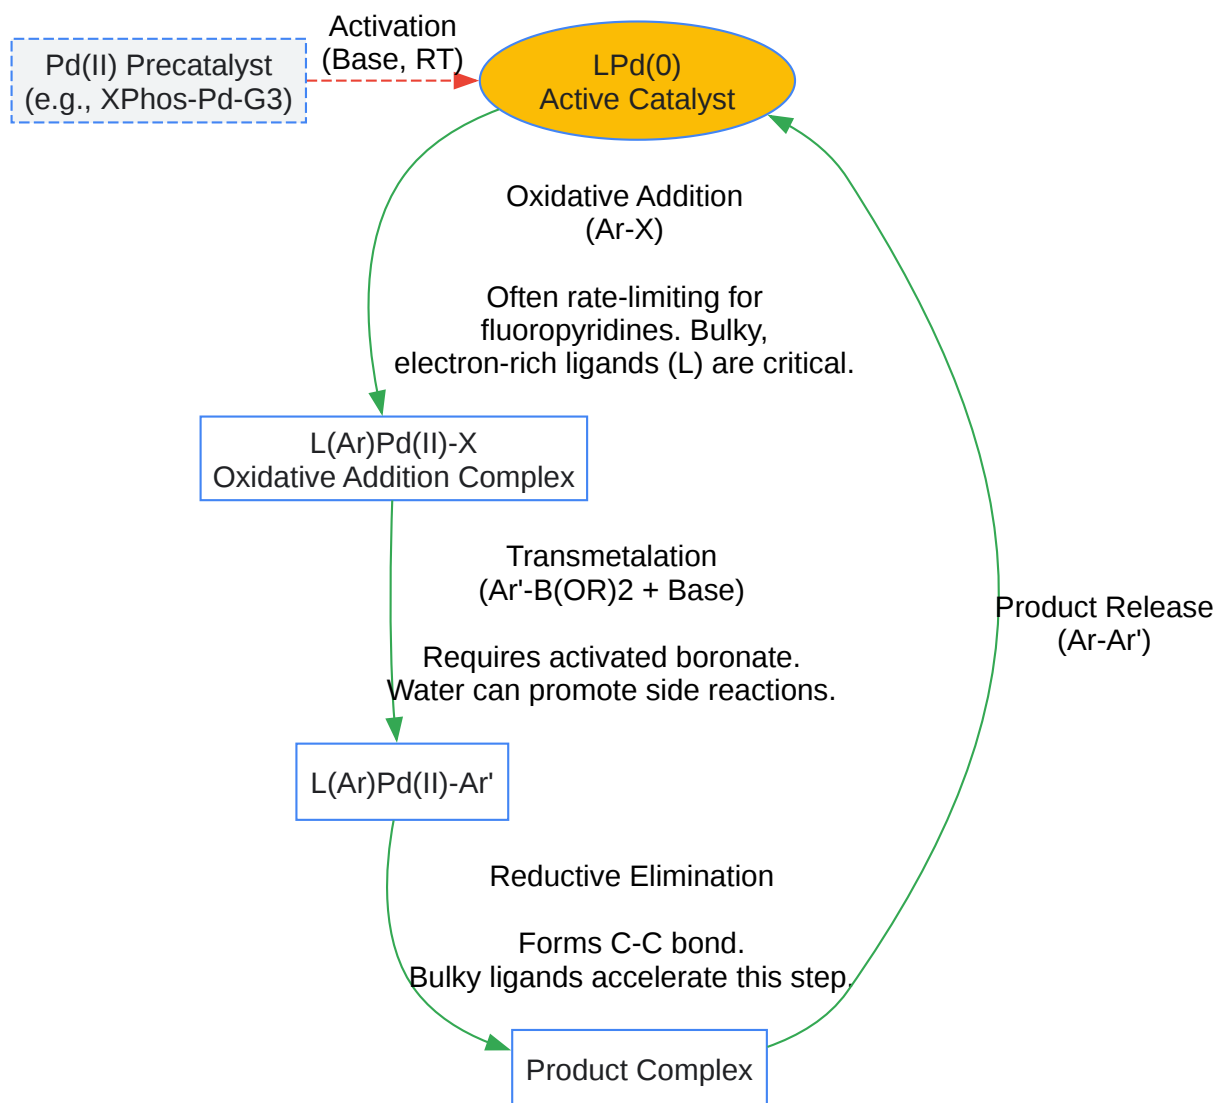 Activation
(Base, RT)
Pd(II) Precatalyst
(e.g., XPhos-Pd-G3)
LPd(0)
Active Catalyst
Oxidative Addition
(Ar-X)
Often rate-limiting for
fluoropyridines. Bulky,
electron-rich ligands (L) are critical.
L(Ar)Pd(II)-X
Oxidative Addition Complex
Transmetalation
(Ar'-B(OR)2 + Base)
Requires activated boronate.
Water can promote side reactions.
Product Release
(Ar-Ar')
L(Ar)Pd(II)-Ar'
Reductive Elimination
Forms C-C bond.
Bulky ligands accelerate this step.
Product Complex